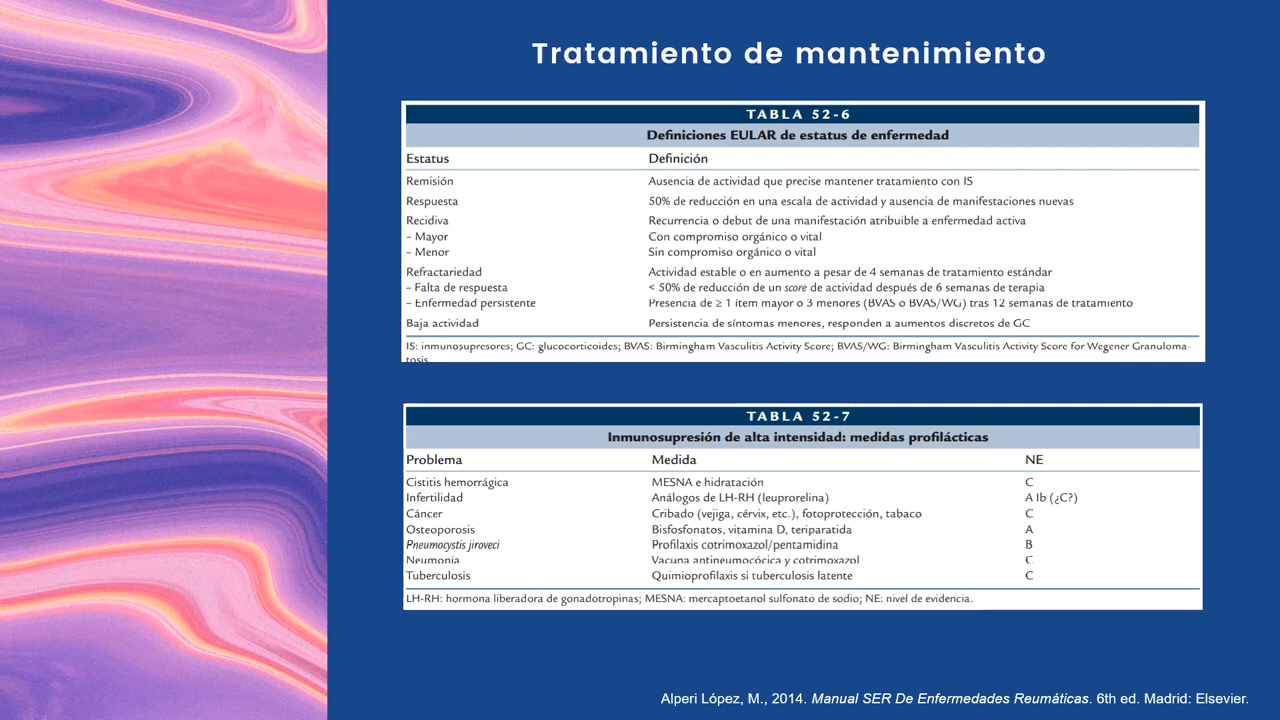 Tratamiento de mantenimiento
TABLA 52-6
Definiciones EULAR de estatus de enfermedad
Estatus Definición
Remisión Ausencia de actividad que precise mantener tratamiento con IS
Respuesta 50% de reducción en una escala de actividad y ausencia de manifestaciones nuevas
Recidiva Recurrencia o debut de una manifestación atribuible a enfermedad activa
– Mayor Con compromiso orgánico o vital
– Menor Sin compromiso orgánico o vital
Refractariedad Actividad estable o en aumento a pesar de 4 semanas de tratamiento estándar
– Falta de respuesta < 50% de reducción de un score de actividad después de 6 semanas de terapia
– Enfermedad persistente Presencia de ≥ 1 ítem mayor o 3 menores (BVAS o BVAS/WG) tras 12 semanas de tratamiento
Baja actividad Persistencia de síntomas menores, responden a aumentos discretos de GC
IS: inmunosupresores; GC: glucocorticoides; BVAS: Birmingham Vasculitis Activity Score; BVAS/WG: Birmingham Vasculitis Activity Score for Wegener Granuloma-
tosis.
TABLA 52-7
Inmunosupresión de alta intensidad: medidas profilácticas
Problema Medida NE
Cistitis hemorrágica MESNA e hidratación C
Infertilidad Análogos de LH-RH (leuprorelina) A Ib (¿C?)
Cáncer Cribado (vejiga, cérvix, etc.), fotoprotección, tabaco C
Osteoporosis Bisfosfonatos, vitamina D, teriparatida A
Pneumocystis jiroveci Profilaxis cotrimoxazol/pentamidina B
Neumonía Vacuna antineumocócica y cotrimoxazol C
Tuberculosis Quimioprofilaxis si tuberculosis latente C
LH-RH: hormona liberadora de gonadotropinas; MESNA: mercaptoetanol sulfonato de sodio; NE: nivel de evidencia.
Alperi López, M., 2014. Manual SER De Enfermedades Reumáticas. 6th ed. Madrid: Elsevier.